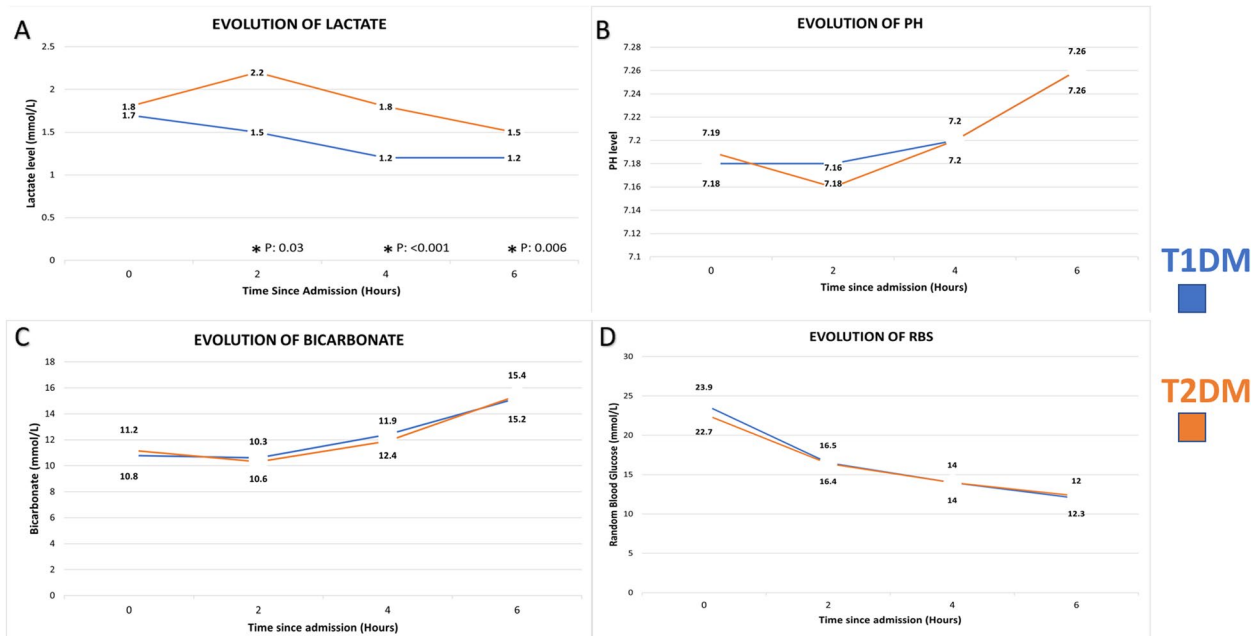 A
EVOLUTION OF LACTATE
2.5
2
1.5
1
0.5
0
Lactate level (mmol/L)
2.2
1.8
1.7
1.5
1.8
1.2
1.5
1.2
* P: 0.03
* P: <0.001
* P: 0.006
0 2 4 6
Time Since Admission (Hours)
B
EVOLUTION OF PH
7.28
7.26
7.24
7.22
7.2
7.18
7.16
7.14
7.12
7.1
PH level
7.19
7.18
7.16
7.18
7.2
7.2
7.26
7.26
0 2 4 6
Time since admission (Hours)
T1DM
T2DM
C
EVOLUTION OF BICARBONATE
18
16
14
12
10
8
6
4
2
0
Bicarbonate (mmol/L)
11.2
10.8
10.3
10.6
11.9
12.4
15.4
15.2
0 2 4 6
Time since admission (Hours)
D
EVOLUTION OF RBS
30
25
20
15
10
5
0
Random Blood Glucose (mmol/L)
23.9
22.7
16.5
16.4
14
14
12
12.3
0 2 4 6
Time since admission (Hours)